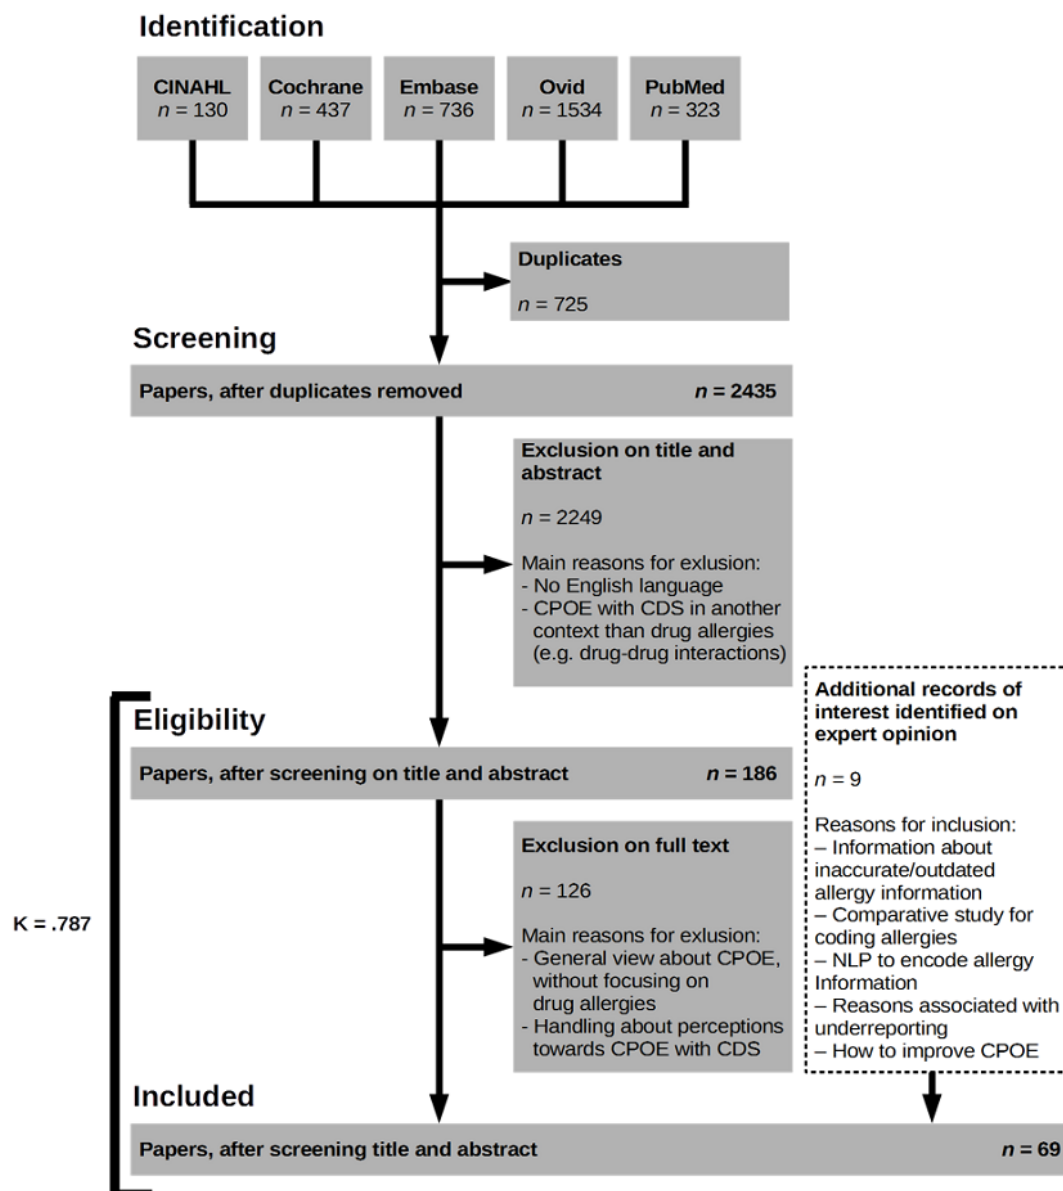 Identification
CINAHL
n = 130
Cochrane
n = 437
Embase
n = 736
Ovid
n = 1534
PubMed
n = 323
Duplicates
n = 725
Screening
Papers, after duplicates removed n = 2435
Exclusion on title and
abstract
n = 2249
Main reasons for exlusion:
- No English language
- CPOE with CDS in another
context than drug allergies
(e.g. drug-drug interactions)
Eligibility
Papers, after screening on title and abstract n = 186
Exclusion on full text
n = 126
Main reasons for exlusion:
- General view about CPOE,
without focusing on
drug allergies
- Handling about perceptions
towards CPOE with CDS
Additional records of
interest identified on
expert opinion
n = 9
Reasons for inclusion:
– Information about
inaccurate/outdated
allergy information
– Comparative study for
coding allergies
– NLP to encode allergy
Information
– Reasons associated with
underreporting
– How to improve CPOE
K = .787
Included
Papers, after screening title and abstract n = 69